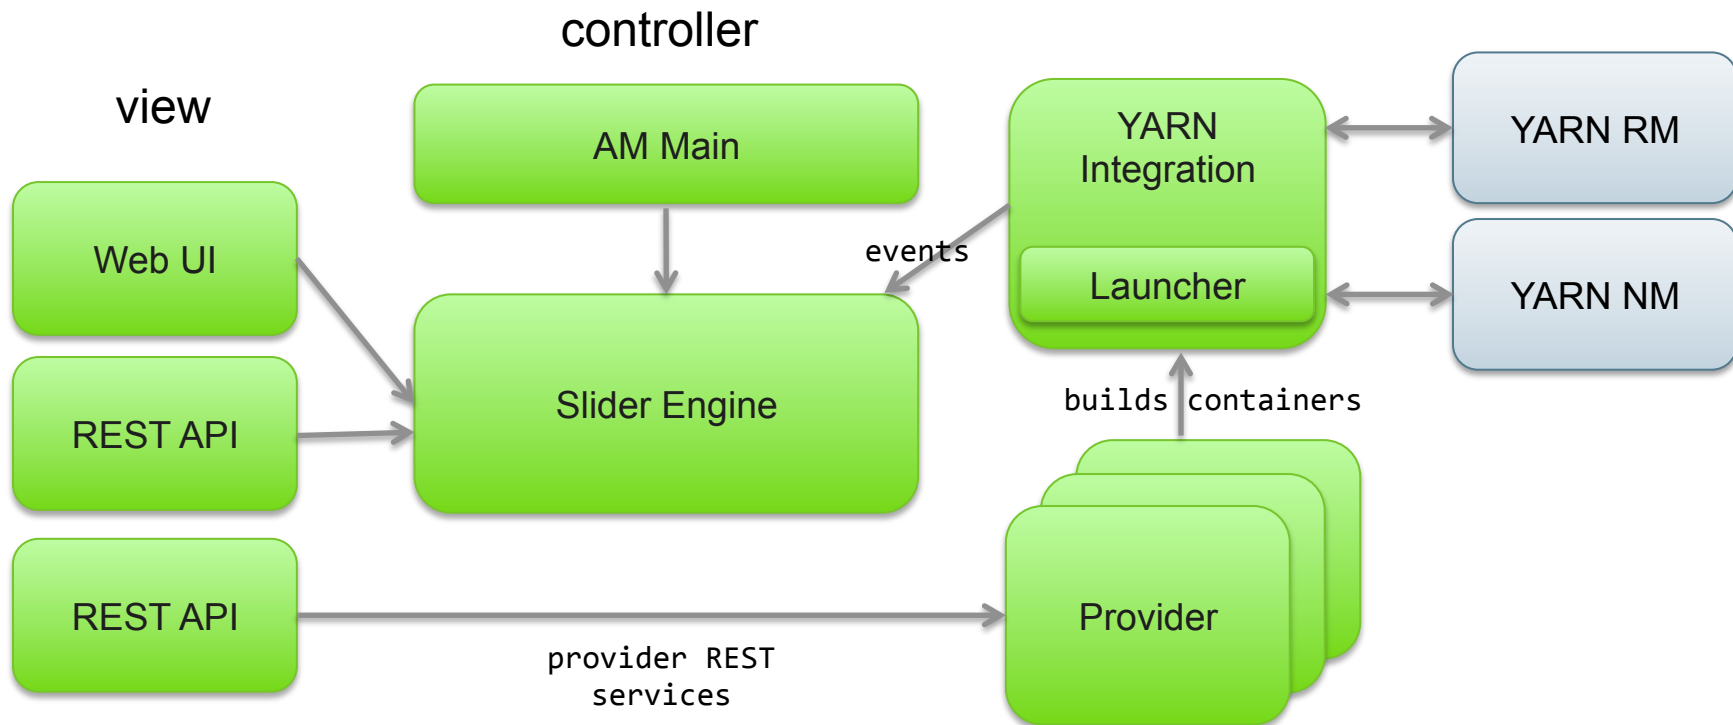 controller
view
AM Main
YARN
Integration
YARN RM
Web UI
events
Launcher
YARN NM
Slider Engine
builds containers
REST API
REST API
Provider
provider REST
services